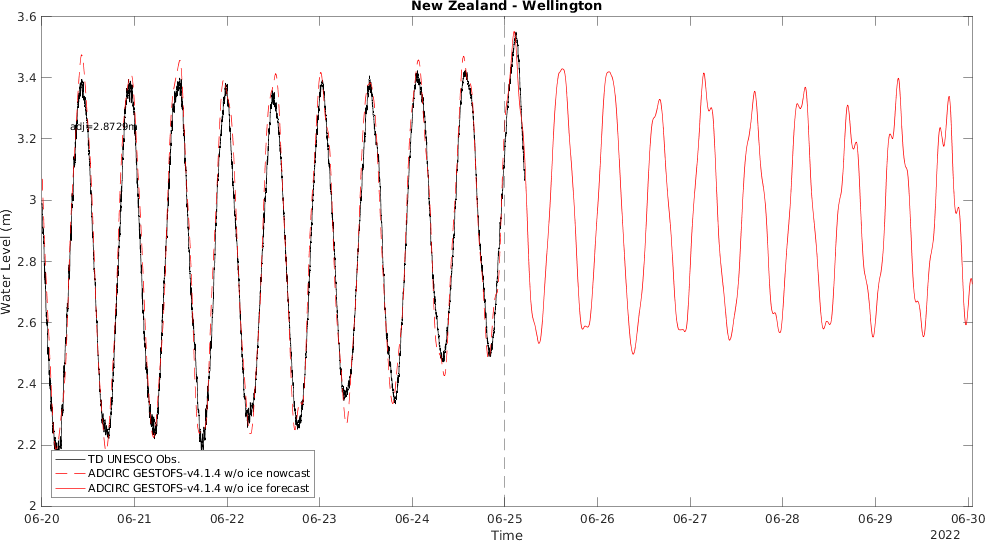 New Zealand - Wellington
3.6
3.4
3.2
3
2.8
2.6
2.4
2.2
2
Water Level (m)
adj=2.8729m
TD UNESCO Obs.
ADCIRC GESTOFS-v4.1.4 w/o ice nowcast
ADCIRC GESTOFS-v4.1.4 w/o ice forecast
06-20 06-21 06-22 06-23 06-24 06-25 06-26 06-27 06-28 06-29 06-30
Time
2022